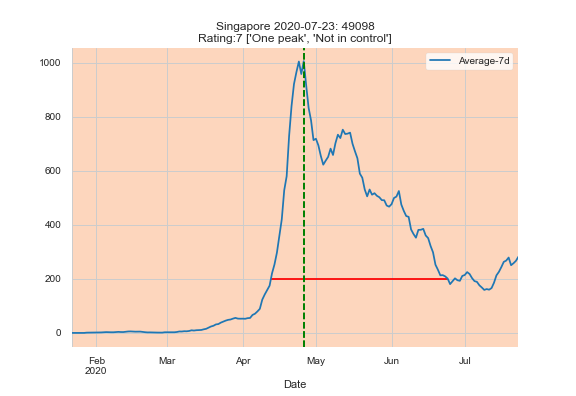 Singapore 2020-07-23: 49098
Rating:7 ['One peak', 'Not in control']
Average-7d
1000
800
600
400
200
0
Feb
2020
Mar
Apr
May
Jun
Jul
Date